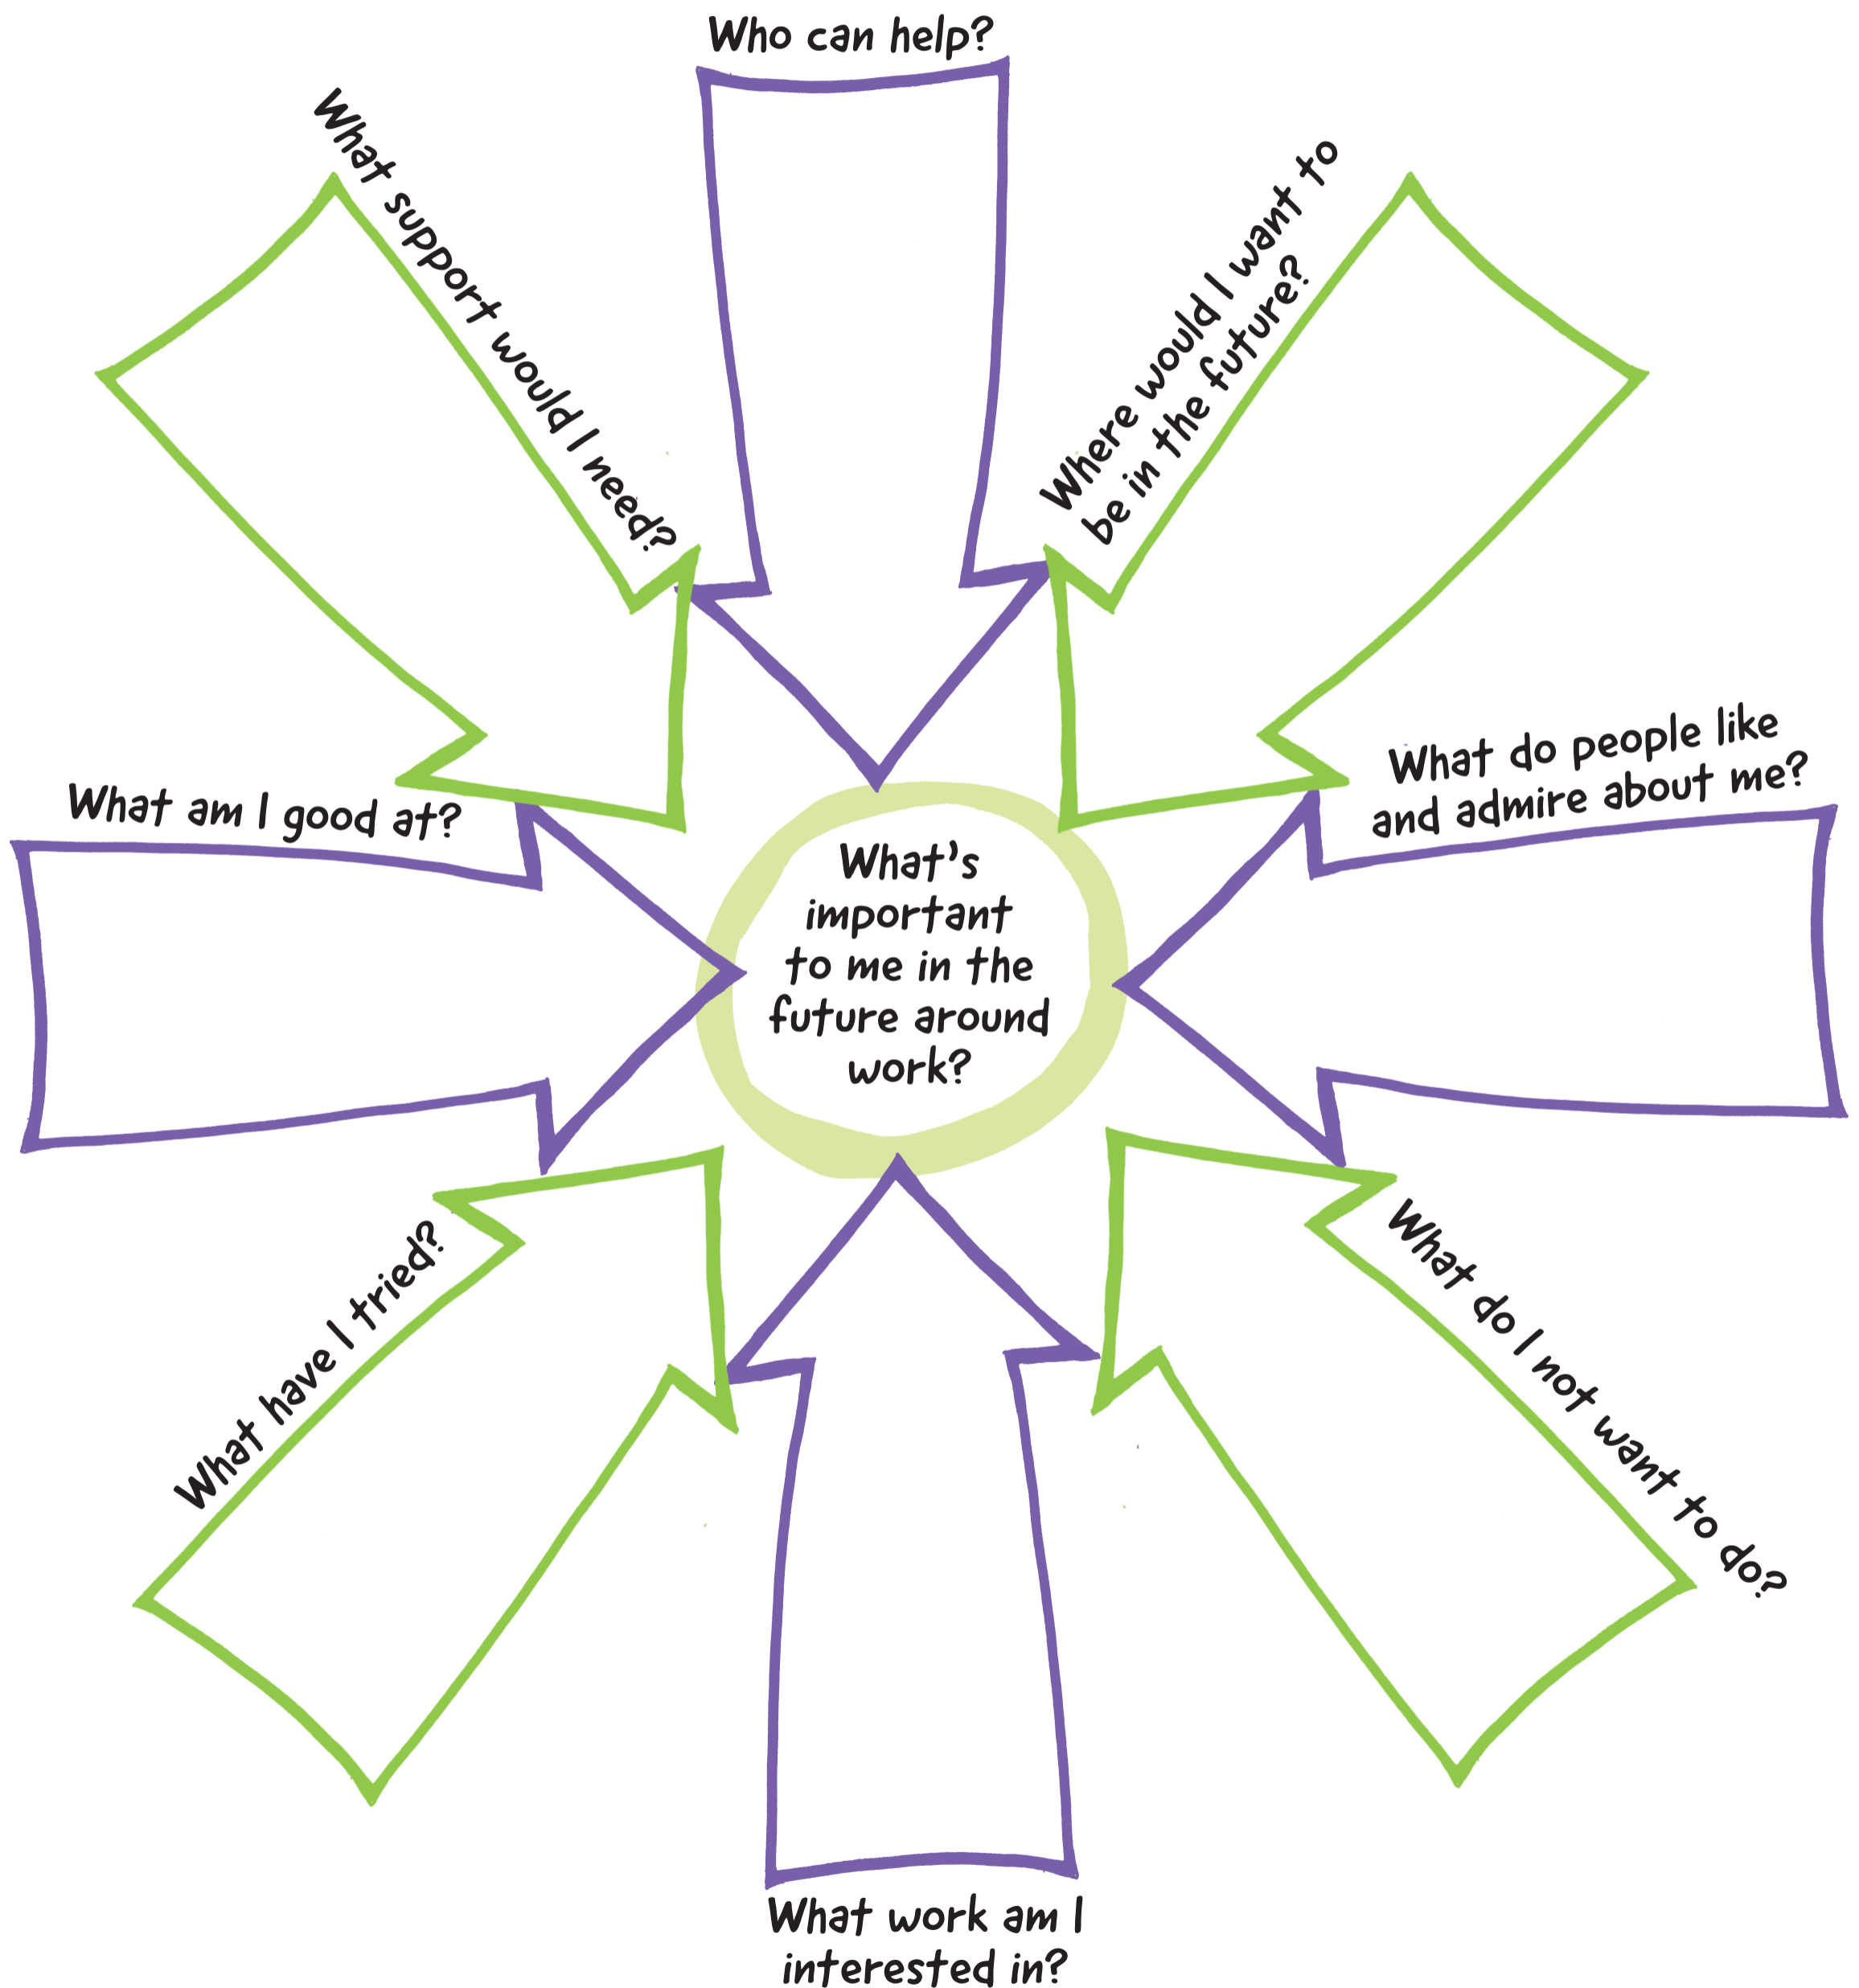 Who can help?
What support would I need?
Where would I want to
be in the future?
What am I good at?
What do people like
and admire about me?
What's
important
to me in the
future around
work?
What have I tried?
What do I not want to do?
What work am I
interested in?